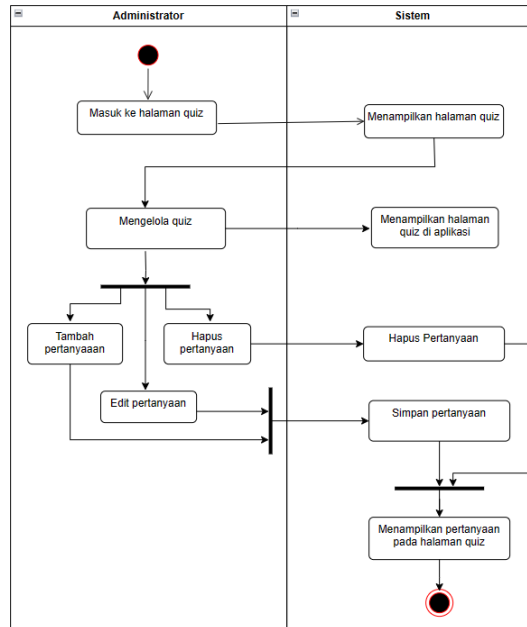 Administrator
Sistem
Masuk ke halaman quiz
Menampilkan halaman quiz
Mengelola quiz
Menampilkan halaman
quiz di aplikasi
Tambah
pertanyaaan
Hapus
pertanyaan
Hapus Pertanyaan
Edit pertanyaan
Simpan pertanyaan
Menampilkan pertanyaan
pada halaman quiz